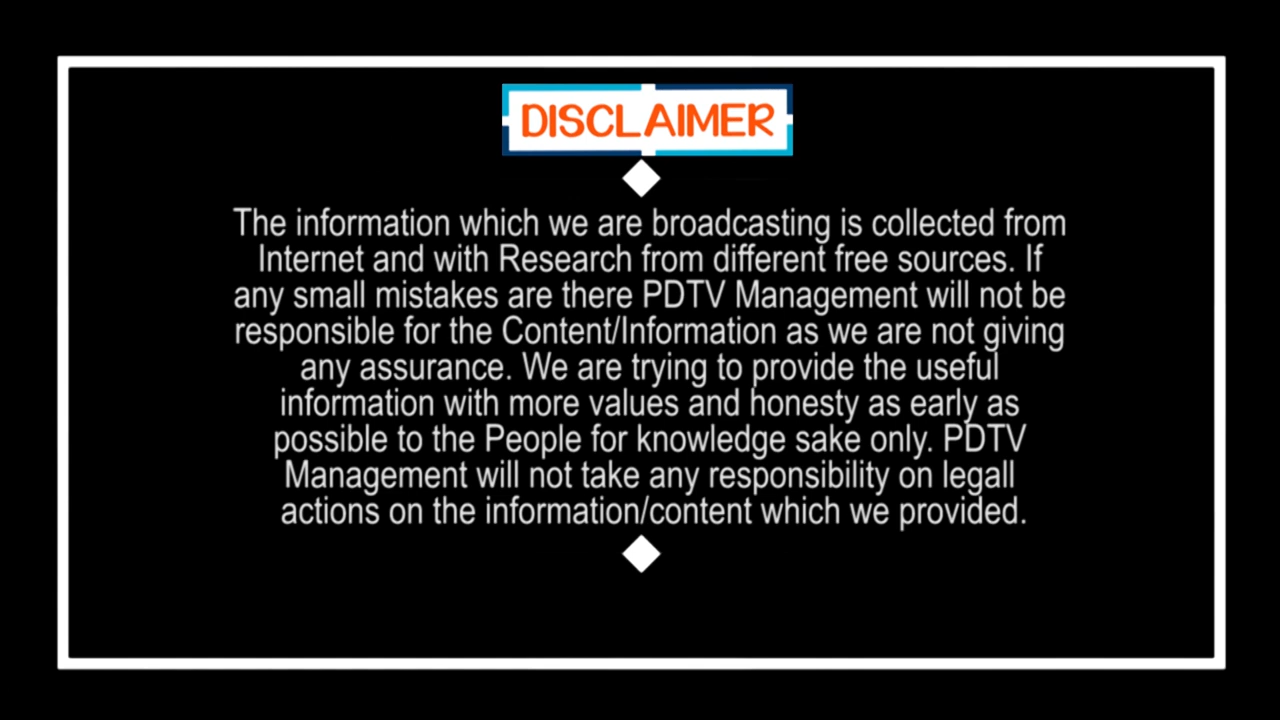 DISCLAIMER
The information which we are broadcasting is collected from
Internet and with Research from different free sources. If
any small mistakes are there PDTV Management will not be
responsible for the Content/Information as we are not giving
any assurance. We are trying to provide the useful
information with more values and honesty as early as
possible to the People for knowledge sake only. PDTV
Management will not take any responsibility on legall
actions on the information/content which we provided.